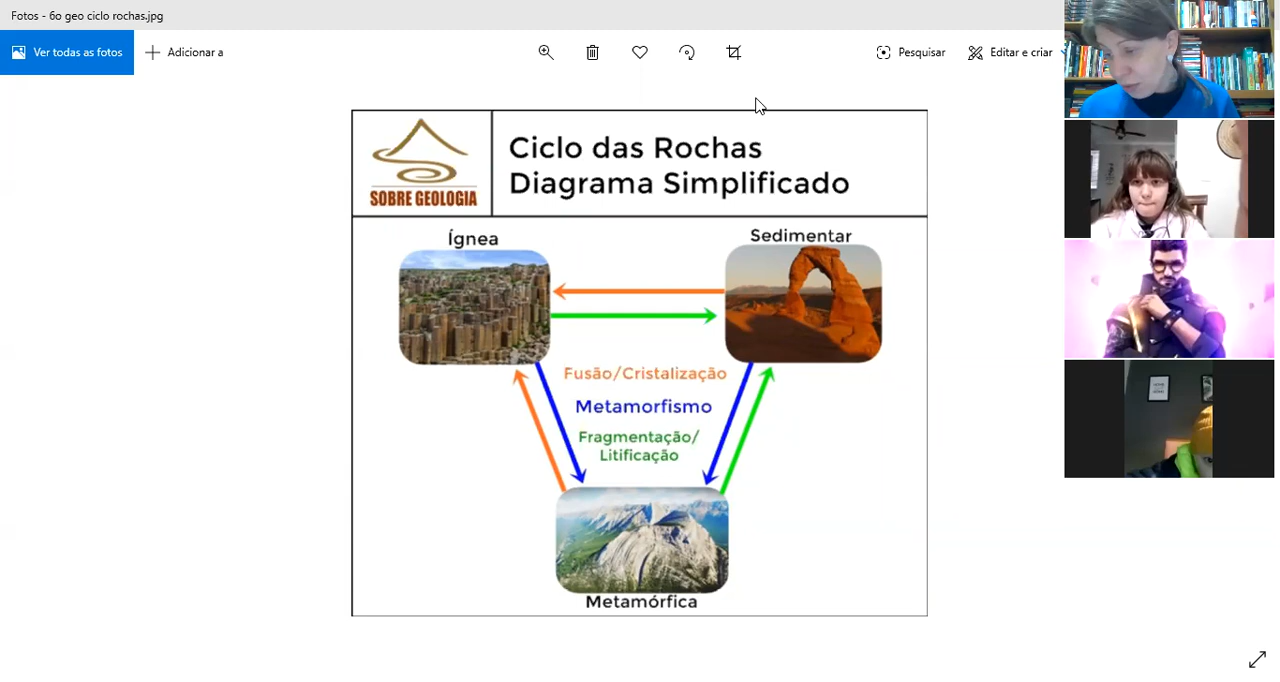 Fotos - 6o geo ciclo rochas.jpg
Ver todas as fotos
Adicionar a
Pesquisar
Editar e criar
SOBRE GEOLOGIA
Ciclo das Rochas
Diagrama Simplificado
Ígnea
Sedimentar
Fusão/Cristalização
Metamorfismo
Fragmentação/
Litificação
Metamórfica